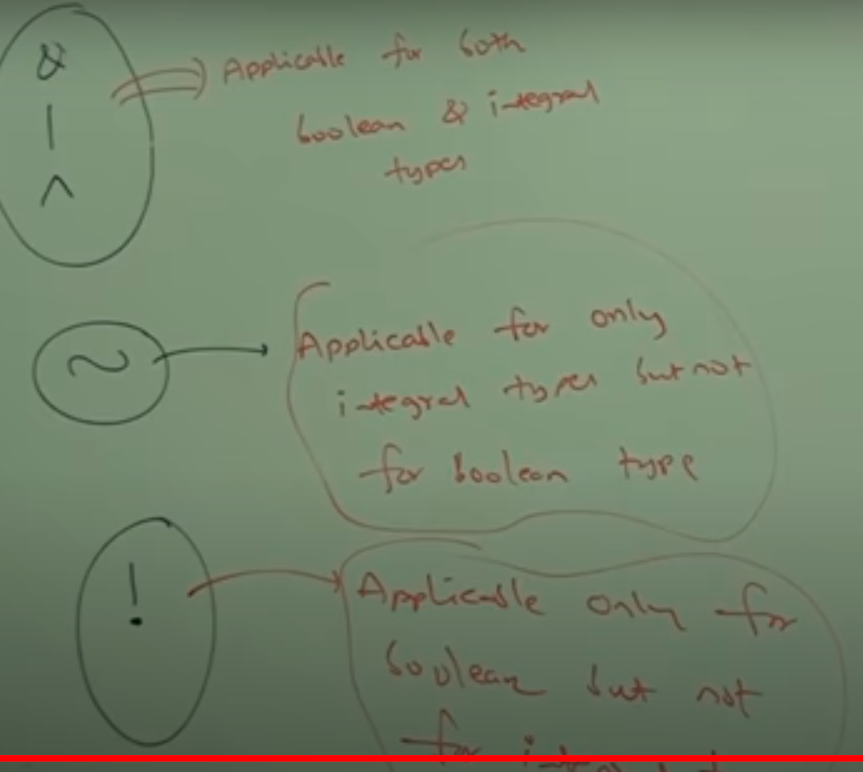 & 
|
^
Applicable for both
boolean & integral
types
~
Applicable for only
integral types but not
for boolean type
!
Applicable only for
boolean but not
for